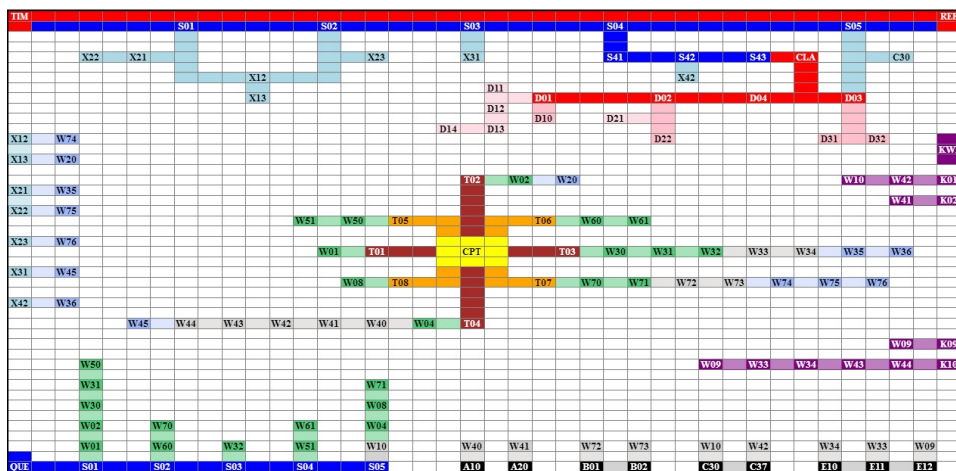 TIM REF
S01 S02 S03 S04 S05
X22 X21 X23 X31 S41 S42 S43 CLA C30
X12 X42
D11
X13 D01 D02 D04 D03
D12
D10 D21
D14 D13
X12 W74 D22 D31 D32
KW
X13 W20
T02 W02 W20 W10 W42 K01
X21 W35
W41 K02
X22 W75
W51 W50 T05 T06 W60 W61
X23 W76
W01 T01 CPT T03 W30 W31 W32 W33 W34 W35 W36
X31 W45
W08 T08 T07 W70 W71 W72 W73 W74 W75 W76
X42 W36
W45 W44 W43 W42 W41 W40 W04 T04
W09 K09
W50 W09 W33 W34 W43 W44 K10
W31 W71
W30 W08
W02 W70 W61 W04
W01 W60 W32 W51 W10 W40 W41 W72 W73 W10 W42 W34 W33 W09
QUE S01 S02 S03 S04 S05 A10 A20 B01 B02 C30 C37 E10 E11 E12